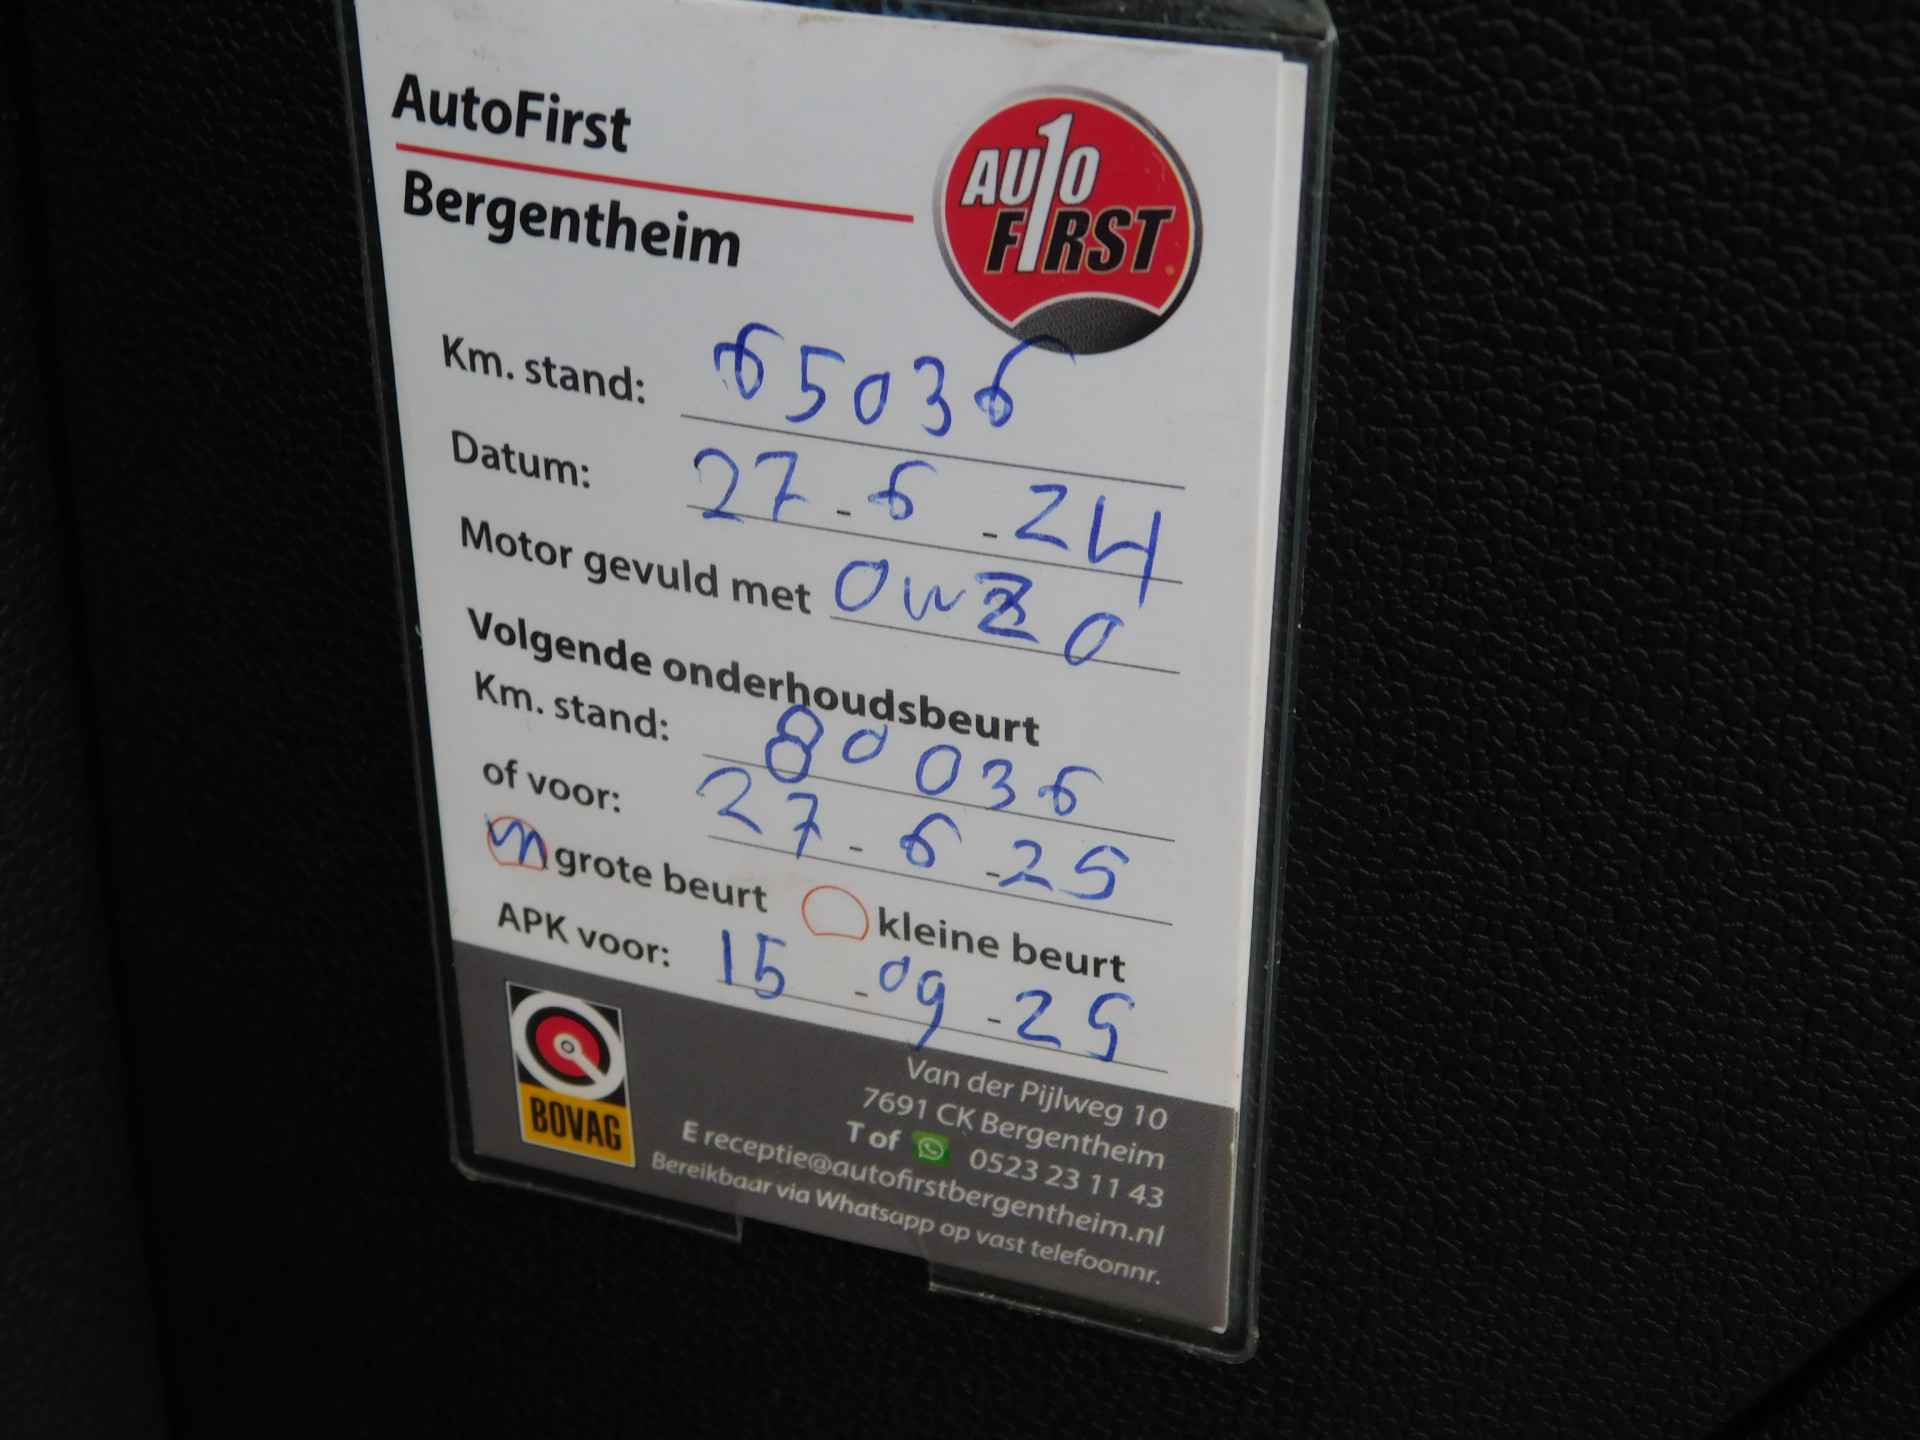 AutoFirst
Bergentheim
AUTO
FIRST
Km. stand: 65036
Datum: 27-6-24
Motor gevuld met 0W20
Volgende onderhoudsbeurt
Km. stand: 80036
of voor: 27-6-25
grote beurt kleine beurt
APK voor: 15-09-25
BOVAG
Van der Pijlweg 10
7691 CK Bergentheim
T of 0523 23 11 43
E receptie@autofirstbergentheim.nl
Bereikbaar via Whatsapp op vast telefoonnr.